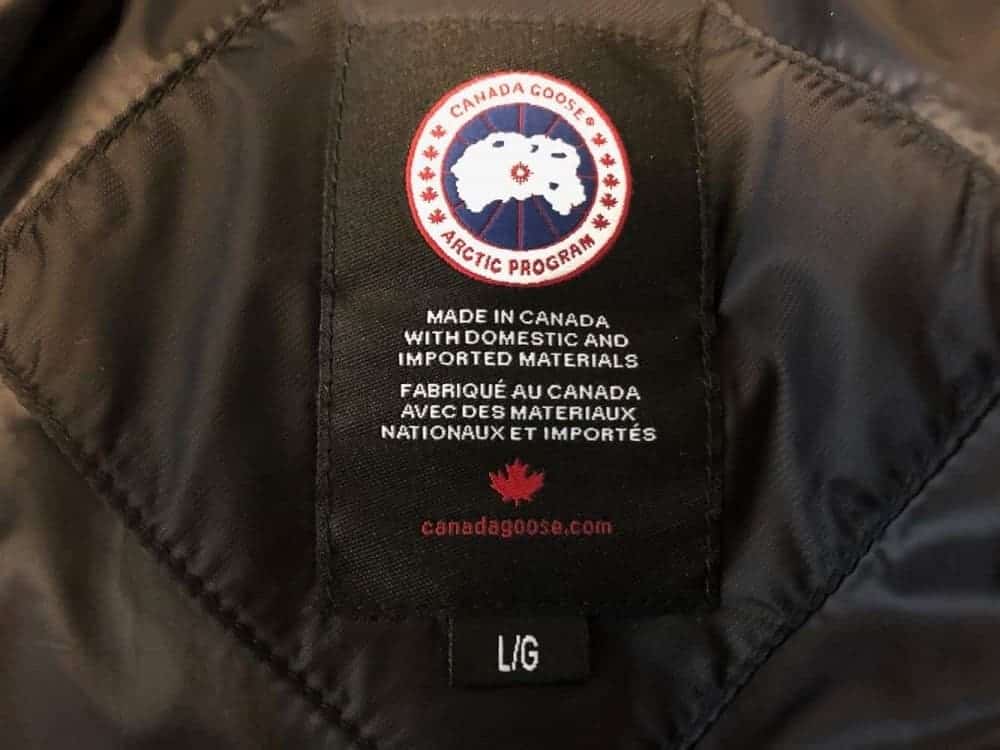 CANADA GOOSE®
ARCTIC PROGRAM
MADE IN CANADA
WITH DOMESTIC AND
IMPORTED MATERIALS
FABRIQUÉ AU CANADA
AVEC DES MATERIAUX
NATIONAUX ET IMPORTÉS
canadagoose.com
L/G